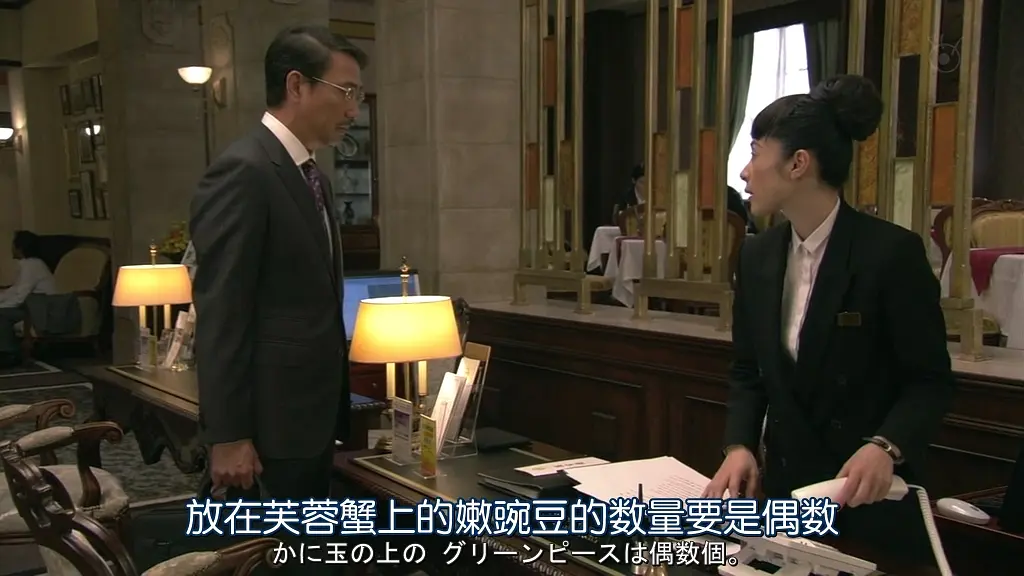 放在芙蓉蟹上的嫩豌豆的数量要是偶数
かに玉の上の グリーンピースは偶数個。